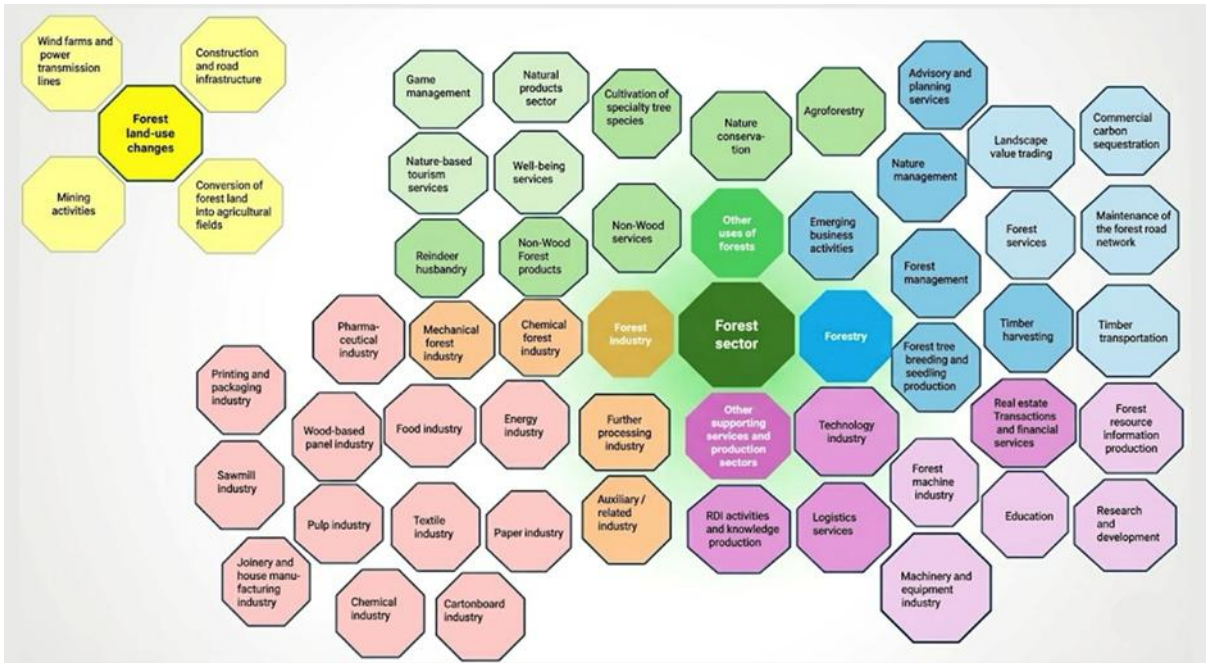 Wind farms and
power
transmission
lines
Construction
and road
infrastructure
Forest
land-use
changes
Mining
activities
Conversion of
forest land
into agricultural
fields
Game
management
Natural
products
sector
Cultivation of
specialty tree
species
Nature
conserva-
tion
Agroforestry
Advisory and
planning
services
Landscape
value trading
Commercial
carbon
sequestration
Nature-based
tourism
services
Well-being
services
Nature
management
Non-Wood
services
Other
uses of
forests
Emerging
business
activities
Forest
services
Maintenance of
the forest road
network
Reindeer
husbandry
Non-Wood
Forest
products
Forest
management
Pharma-
ceutical
industry
Mechanical
forest
industry
Chemical
forest
industry
Forest
industry
Forest
sector
Forestry
Forest tree
breeding and
seedling
production
Timber
harvesting
Timber
transportation
Printing and
packaging
industry
Wood-based
panel industry
Food industry
Energy
industry
Further
processing
industry
Other
supporting
services and
production
sectors
Technology
industry
Real estate
Transactions
and financial
services
Forest
resource
information
production
Sawmill
industry
Forest
machine
industry
Pulp industry
Textile
industry
Paper industry
Auxiliary /
related
industry
RDI activities
and knowledge
production
Logistics
services
Education
Research
and
development
Joinery and
house manu-
facturing
industry
Chemical
industry
Cartonboard
industry
Machinery and
equipment
industry